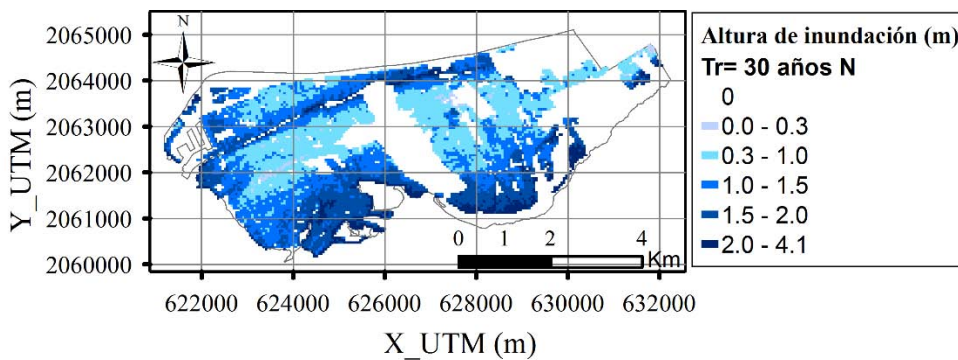 N
2065000
2064000
2063000
2062000
2061000
2060000
Y_UTM (m)
0 1 2 4
Km
622000 624000 626000 628000 630000 632000
X_UTM (m)
Altura de inundación (m)
Tr= 30 años N
0
0.0 - 0.3
0.3 - 1.0
1.0 - 1.5
1.5 - 2.0
2.0 - 4.1